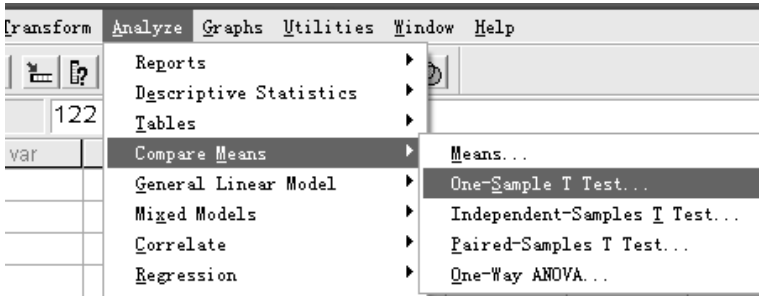 Transform Analyze Graphs Utilities Window Help
Reports
Descriptive Statistics
122
Tables
var
Compare Means
Means...
General Linear Model
One-Sample T Test...
Mixed Models
Independent-Samples T Test...
Correlate
Paired-Samples T Test...
Regression
One-Way ANOVA...